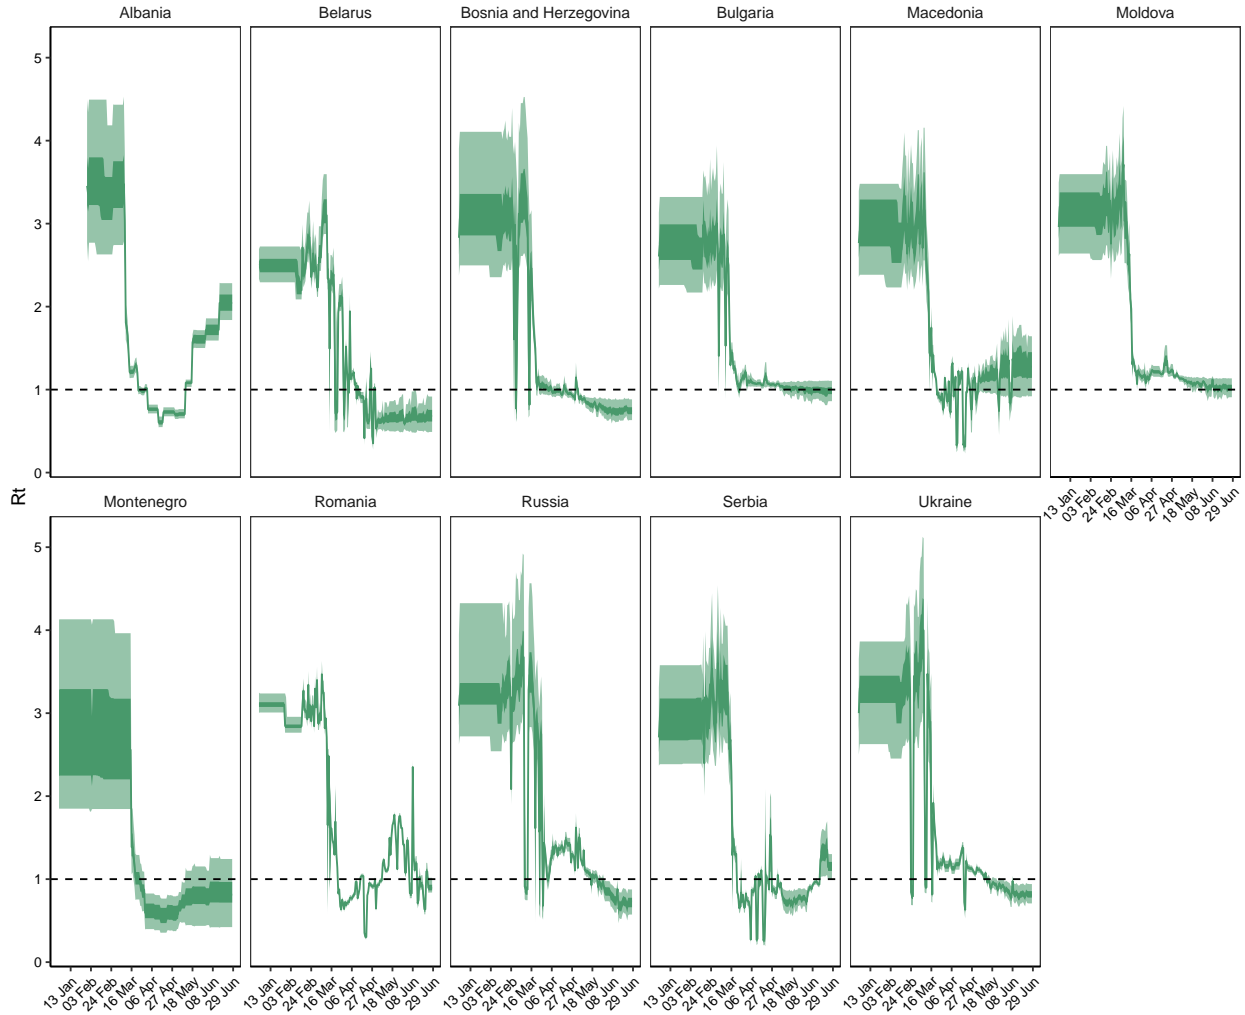 Albania Belarus Bosnia and Herzegovina Bulgaria Macedonia Moldova
5
4
3
2
1
0
13 Jan 03 Feb 24 Feb 16 Mar 06 Apr 27 Apr 18 May 08 Jun 29 Jun
Rt
Montenegro Romania Russia Serbia Ukraine
5
4
3
2
1
0
13 Jan 03 Feb 24 Feb 16 Mar 06 Apr 27 Apr 18 May 08 Jun 29 Jun 13 Jan 03 Feb 24 Feb 16 Mar 06 Apr 27 Apr 18 May 08 Jun 29 Jun 13 Jan 03 Feb 24 Feb 16 Mar 06 Apr 27 Apr 18 May 08 Jun 29 Jun 13 Jan 03 Feb 24 Feb 16 Mar 06 Apr 27 Apr 18 May 08 Jun 29 Jun 13 Jan 03 Feb 24 Feb 16 Mar 06 Apr 27 Apr 18 May 08 Jun 29 Jun